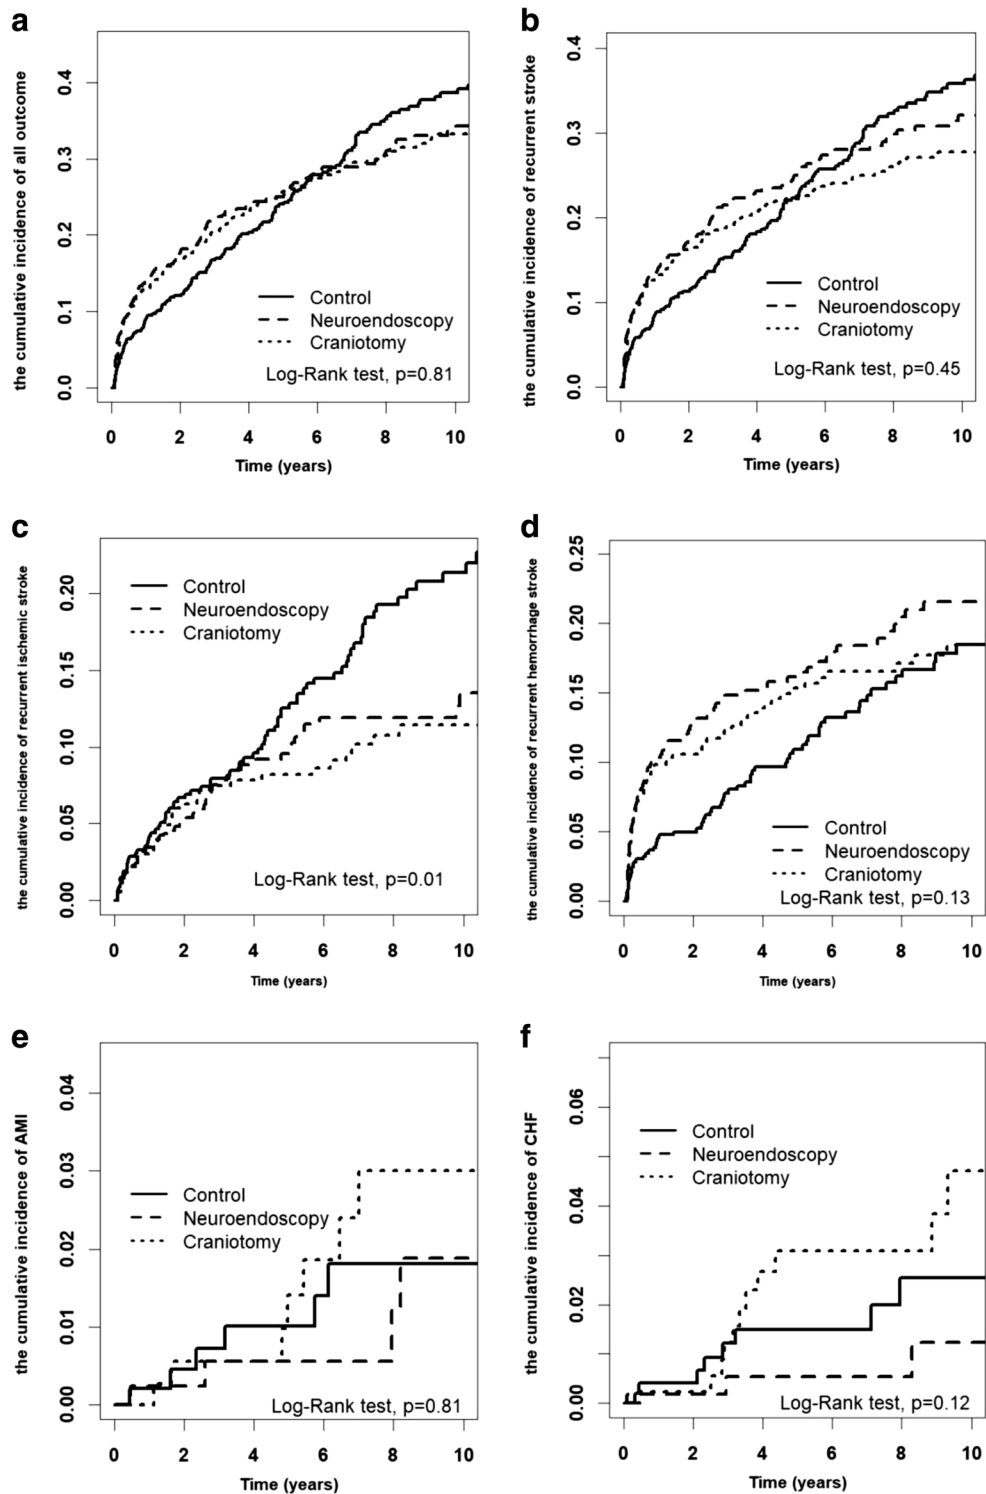 a
the cumulative incidence of all outcome
0.4
0.3
0.2
0.1
0.0
Control
Neuroendoscopy
Craniotomy
Log-Rank test, p=0.81
0 2 4 6 8 10
Time (years)
b
the cumulative incidence of recurrent stroke
0.4
0.3
0.2
0.1
0.0
Control
Neuroendoscopy
Craniotomy
Log-Rank test, p=0.45
0 2 4 6 8 10
Time (years)
c
the cumulative incidence of recurrent ischemic stroke
0.20
0.15
0.10
0.05
0.00
Control
Neuroendoscopy
Craniotomy
Log-Rank test, p=0.01
0 2 4 6 8 10
Time (years)
d
the cumulative incidence of recurrent hemorrhage stroke
0.25
0.20
0.15
0.10
0.05
0.00
Control
Neuroendoscopy
Craniotomy
Log-Rank test, p=0.13
0 2 4 6 8 10
Time (years)
e
the cumulative incidence of AMI
0.04
0.03
0.02
0.01
0.00
Control
Neuroendoscopy
Craniotomy
Log-Rank test, p=0.81
0 2 4 6 8 10
Time (years)
f
the cumulative incidence of CHF
0.06
0.04
0.02
0.00
Control
Neuroendoscopy
Craniotomy
Log-Rank test, p=0.12
0 2 4 6 8 10
Time (years)